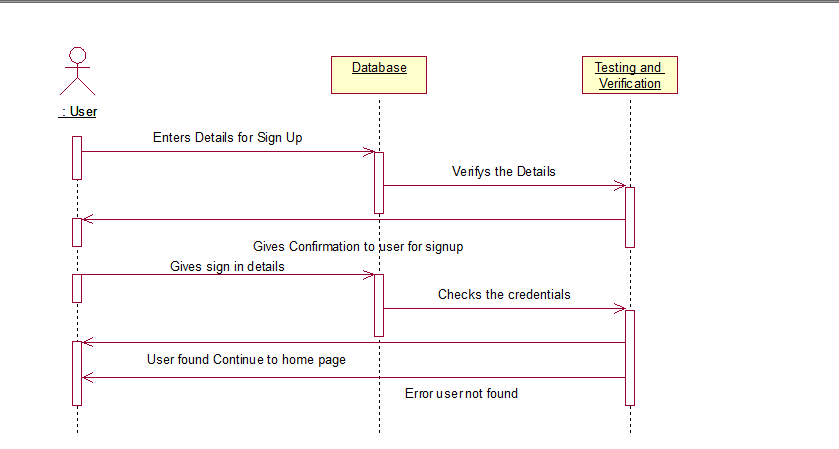 Database
Testing and
Verification
: User
Enters Details for Sign Up
Verifys the Details
Gives Confirmation to user for signup
Gives sign in details
Checks the credentials
User found Continue to home page
Error user not found